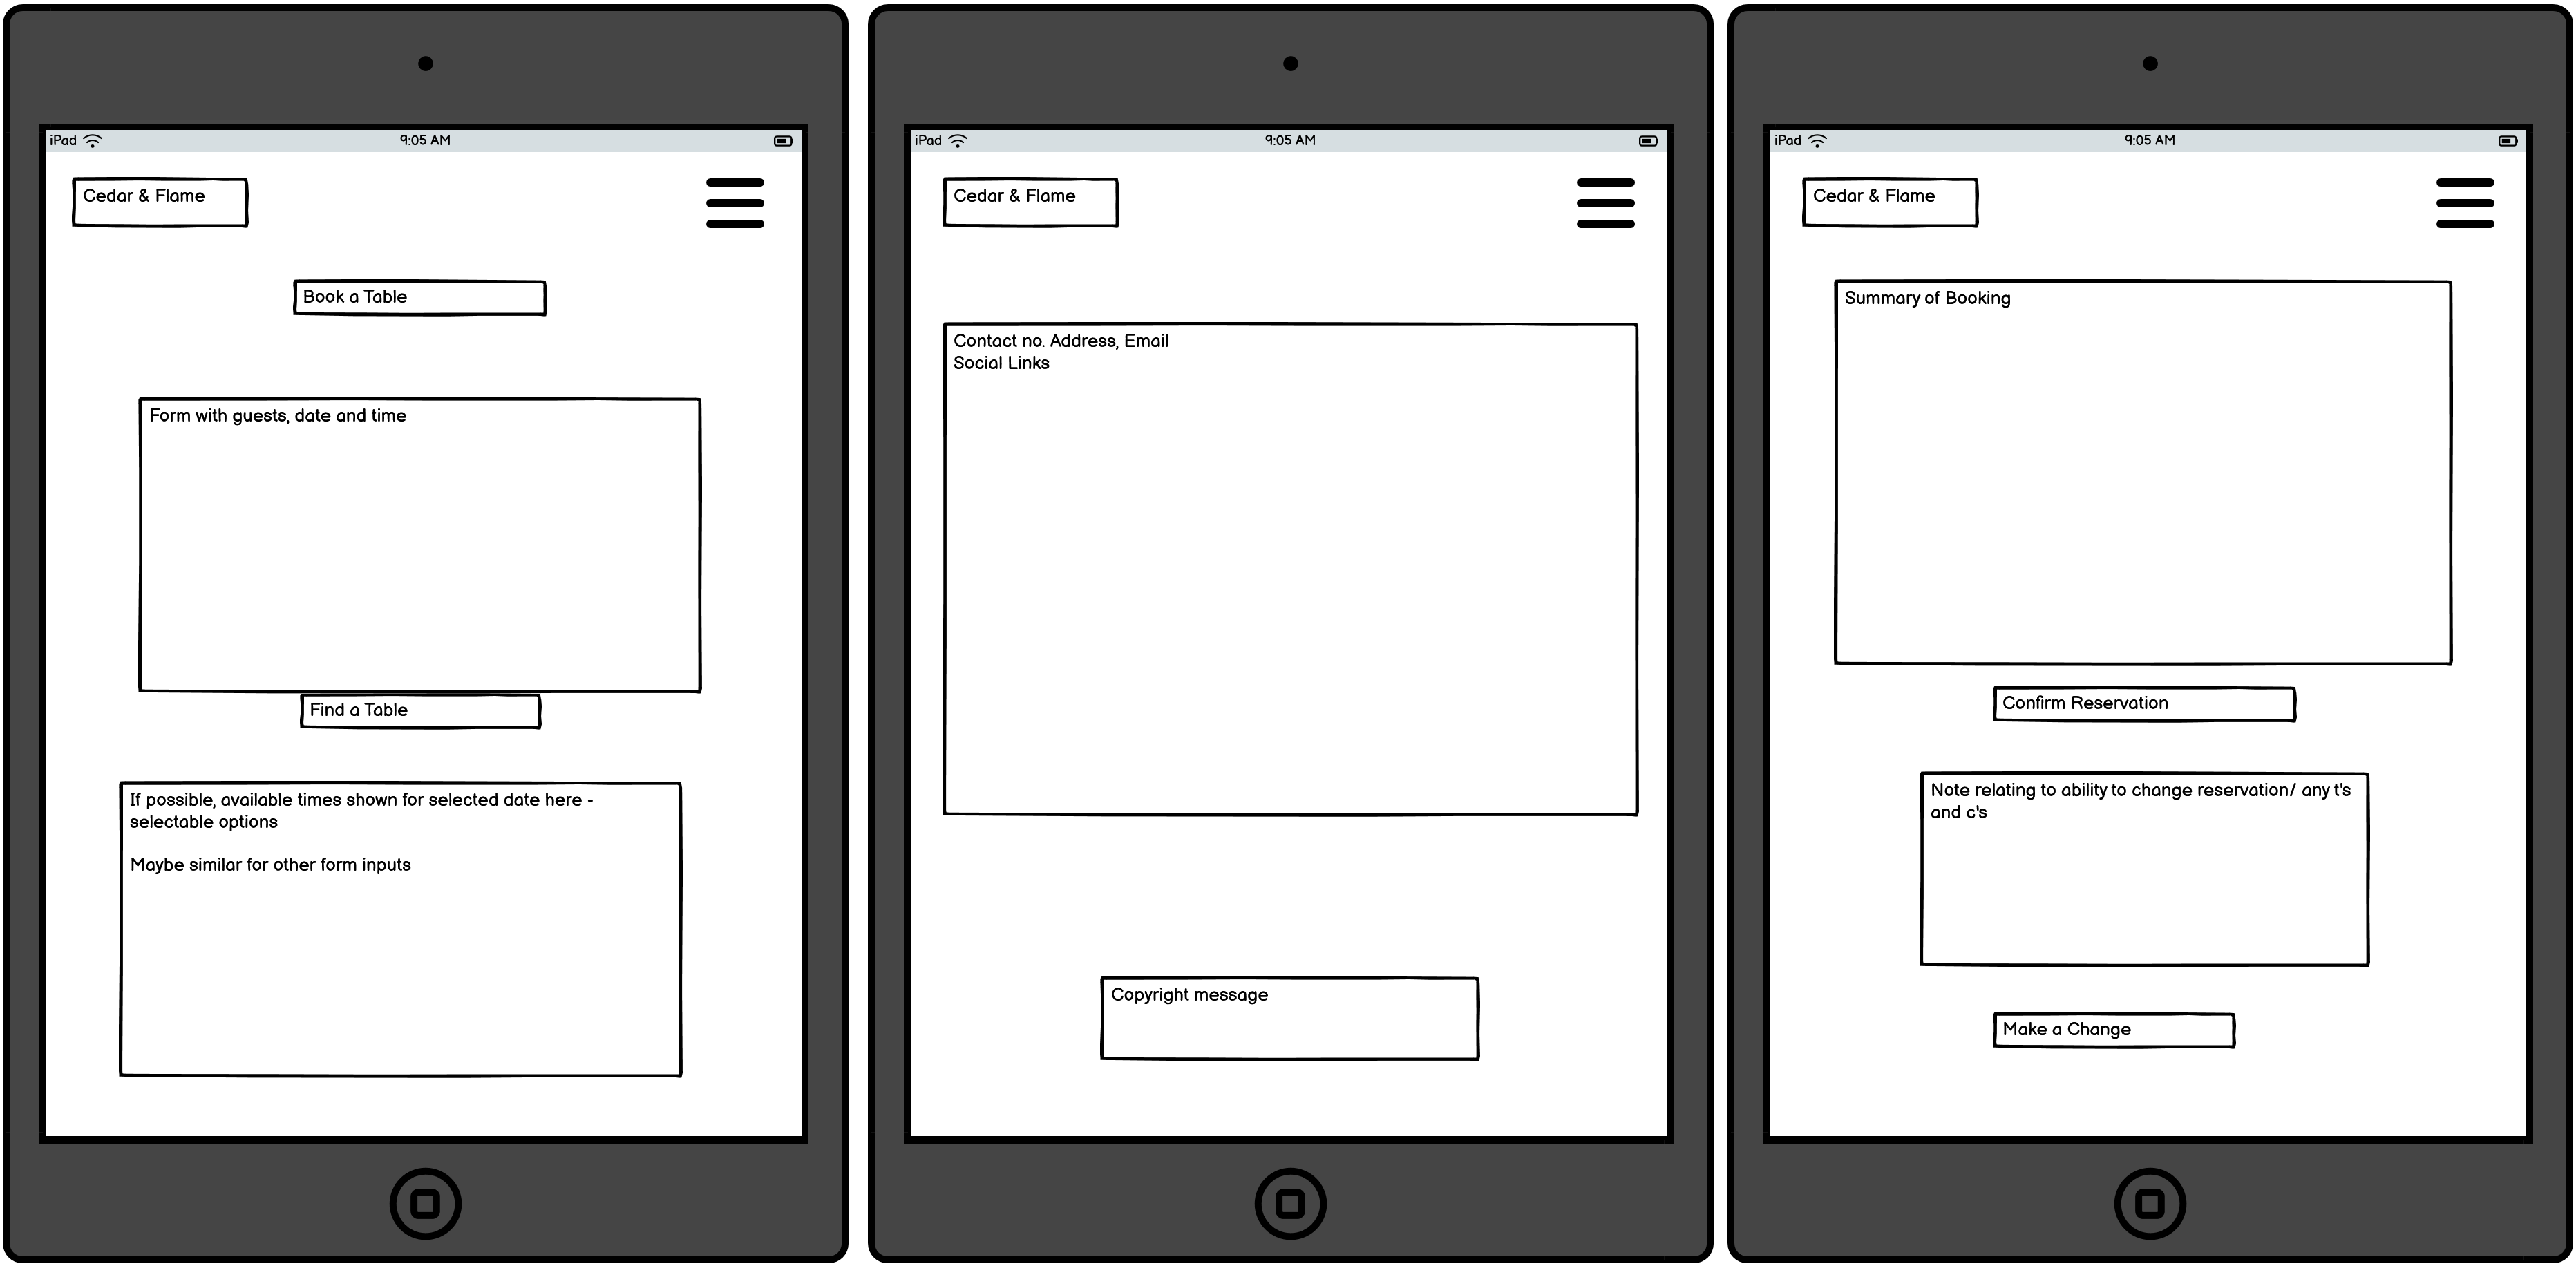 iPad
9:05 AM
Cedar & Flame
Book a Table
Form with guests, date and time
Find a Table
If possible, available times shown for selected date here -
selectable options
Maybe similar for other form inputs
iPad
9:05 AM
Cedar & Flame
Contact no. Address, Email
Social Links
Copyright message
iPad
9:05 AM
Cedar & Flame
Summary of Booking
Confirm Reservation
Note relating to ability to change reservation/ any t's
and c's
Make a Change